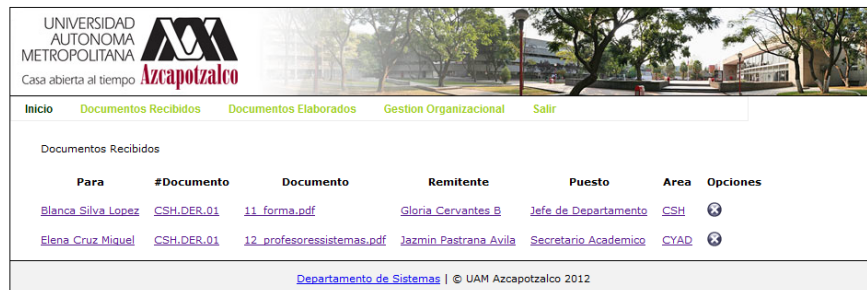 UNIVERSIDAD
AUTONOMA
METROPOLITANA
Casa abierta al tiempo Azcapotzalco
Inicio Documentos Recibidos Documentos Elaborados Gestion Organizacional Salir
Documentos Recibidos
Para #Documento Documento Remitente Puesto Area Opciones
Blanca Silva Lopez CSH.DER.01 11_forma.pdf Gloria Cervantes B Jefe de Departamento CSH
Elena Cruz Miguel CSH.DER.01 12_profesoressistemas.pdf Jazmin Pastrana Avila Secretario Academico CYAD
Departamento de Sistemas | © UAM Azcapotzalco 2012